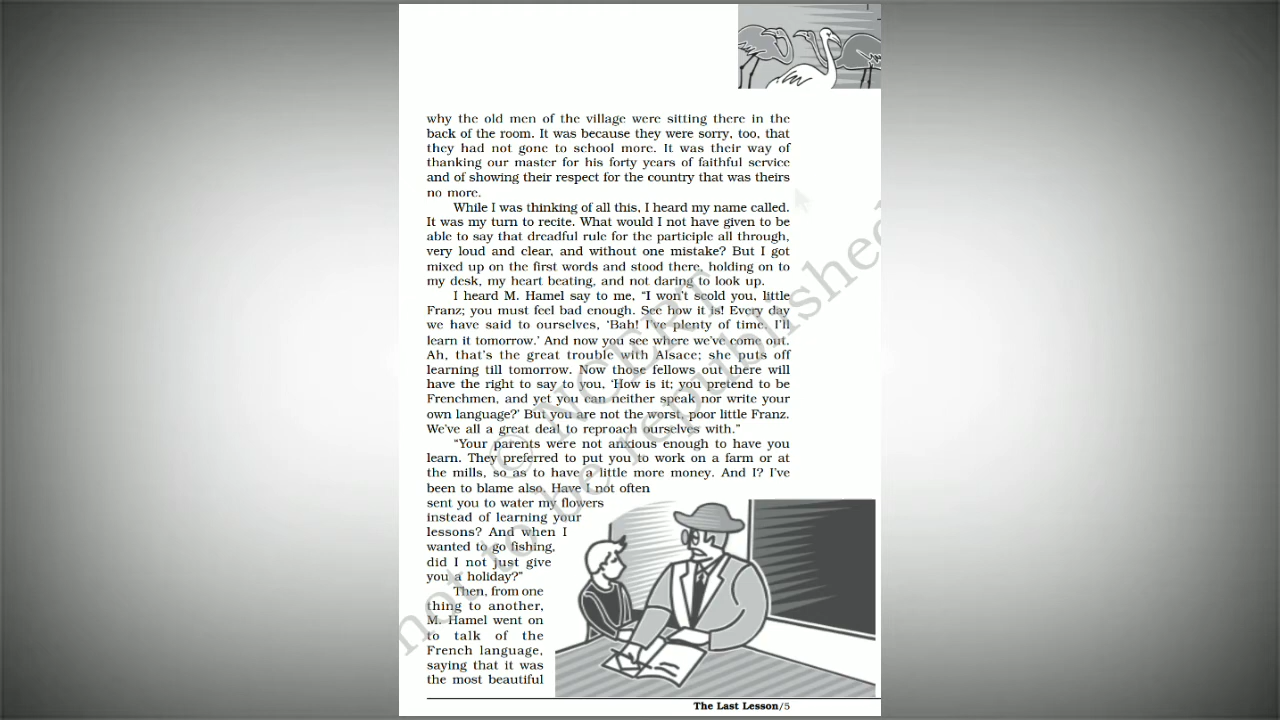 why the old men of the village were sitting there in the
back of the room. It was because they were sorry, too, that
they had not gone to school more. It was their way of
thanking our master for his forty years of faithful service
and of showing their respect for the country that was theirs
no more.
While I was thinking of all this, I heard my name called.
It was my turn to recite. What would I not have given to be
able to say that dreadful rule for the participle all through,
very loud and clear, and without one mistake? But I got
mixed up on the first words and stood there, holding on to
my desk, my heart beating, and not daring to look up.
I heard M. Hamel say to me, “I won’t scold you, little
Franz; you must feel bad enough. See how it is! Every day
we have said to ourselves, ‘Bah! I’ve plenty of time. I’ll
learn it tomorrow.’ And now you see where we’ve come out.
Ah, that’s the great trouble with Alsace; she puts off
learning till tomorrow. Now those fellows out there will
have the right to say to you, ‘How is it; you pretend to be
Frenchmen, and yet you can neither speak nor write your
own language?’ But you are not the worst, poor little Franz.
We’ve all a great deal to reproach ourselves with.”
“Your parents were not anxious enough to have you
learn. They preferred to put you to work on a farm or at
the mills, so as to have a little more money. And I? I’ve
been to blame also. Have I not often
sent you to water my flowers
instead of learning your
lessons? And when I
wanted to go fishing,
did I not just give
you a holiday?”
Then, from one
thing to another,
M. Hamel went on
to talk of the
French language,
saying that it was
the most beautiful
The Last Lesson/5
© NCERT
not to be republished